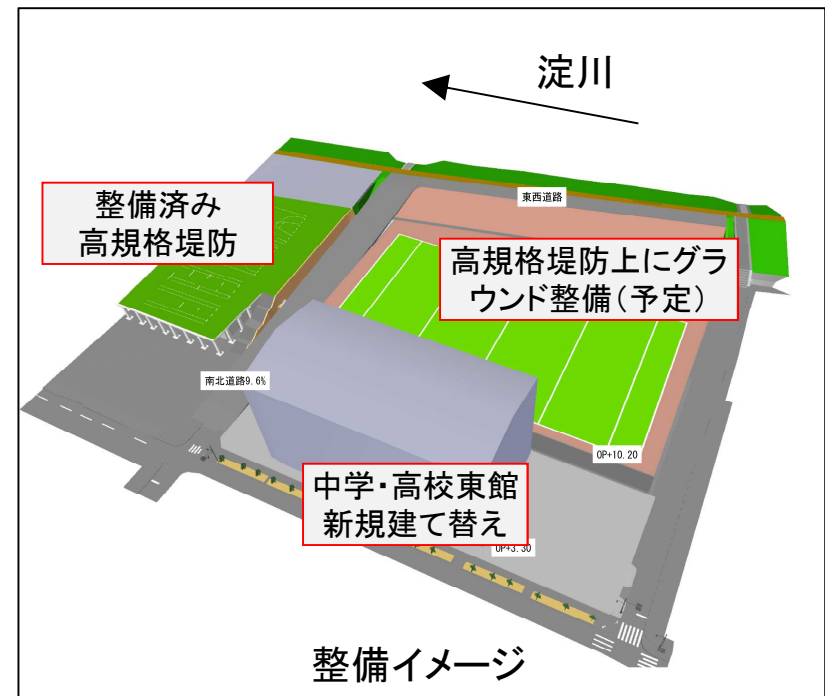 淀川
東西道路
整備済み
高規格堤防
高規格堤防上にグラ
ウンド整備(予定)
南北道路9.6%
OP+10.20
中学・高校東館
新規建て替え
OP+3.30
整備イメージ